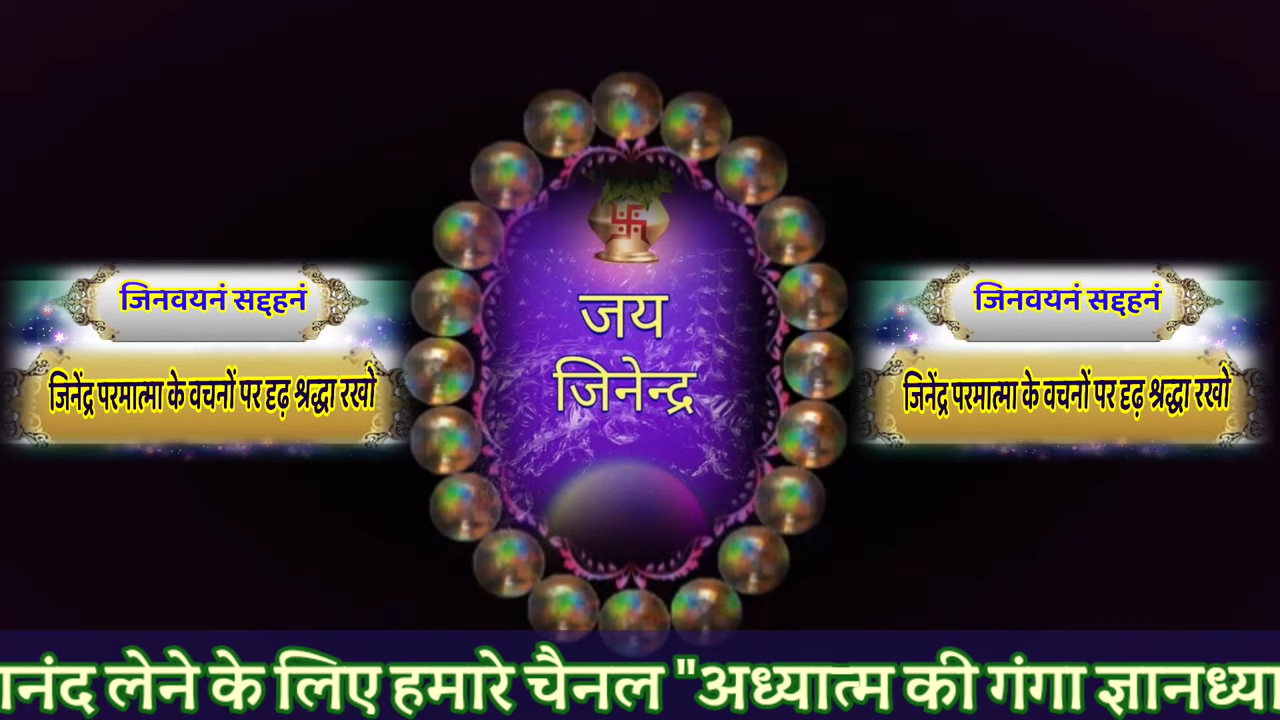 जिनवयनं सद्दहनं
जिनेंद्र परमात्मा के वचनों पर दृढ़ श्रद्धा रखो
जय
जिनेन्द्र
जिनवयनं सद्दहनं
जिनेंद्र परमात्मा के वचनों पर दृढ़ श्रद्धा रखो
नंद लेने के लिए हमारे चैनल "अध्यात्म की गंगा ज्ञानध्या